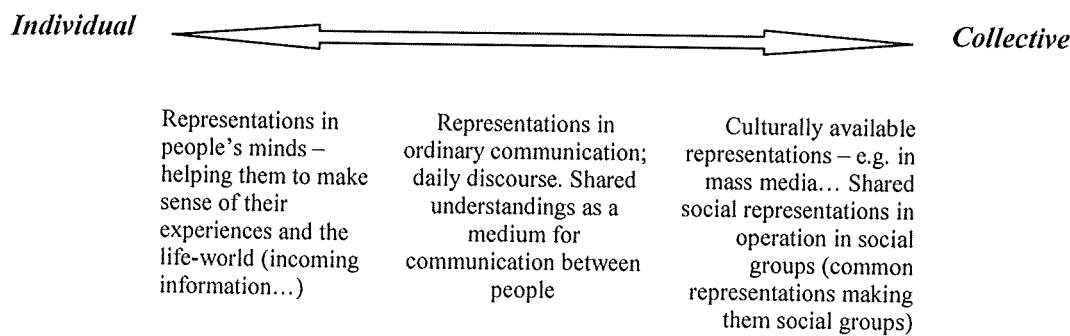 Individual
Collective
Representations in
people's minds –
helping them to make
sense of their
experiences and the
life-world (incoming
information…)
Representations in
ordinary communication;
daily discourse. Shared
understandings as a
medium for
communication between
people
Culturally available
representations – e.g. in
mass media… Shared
social representations in
operation in social
groups (common
representations making
them social groups)